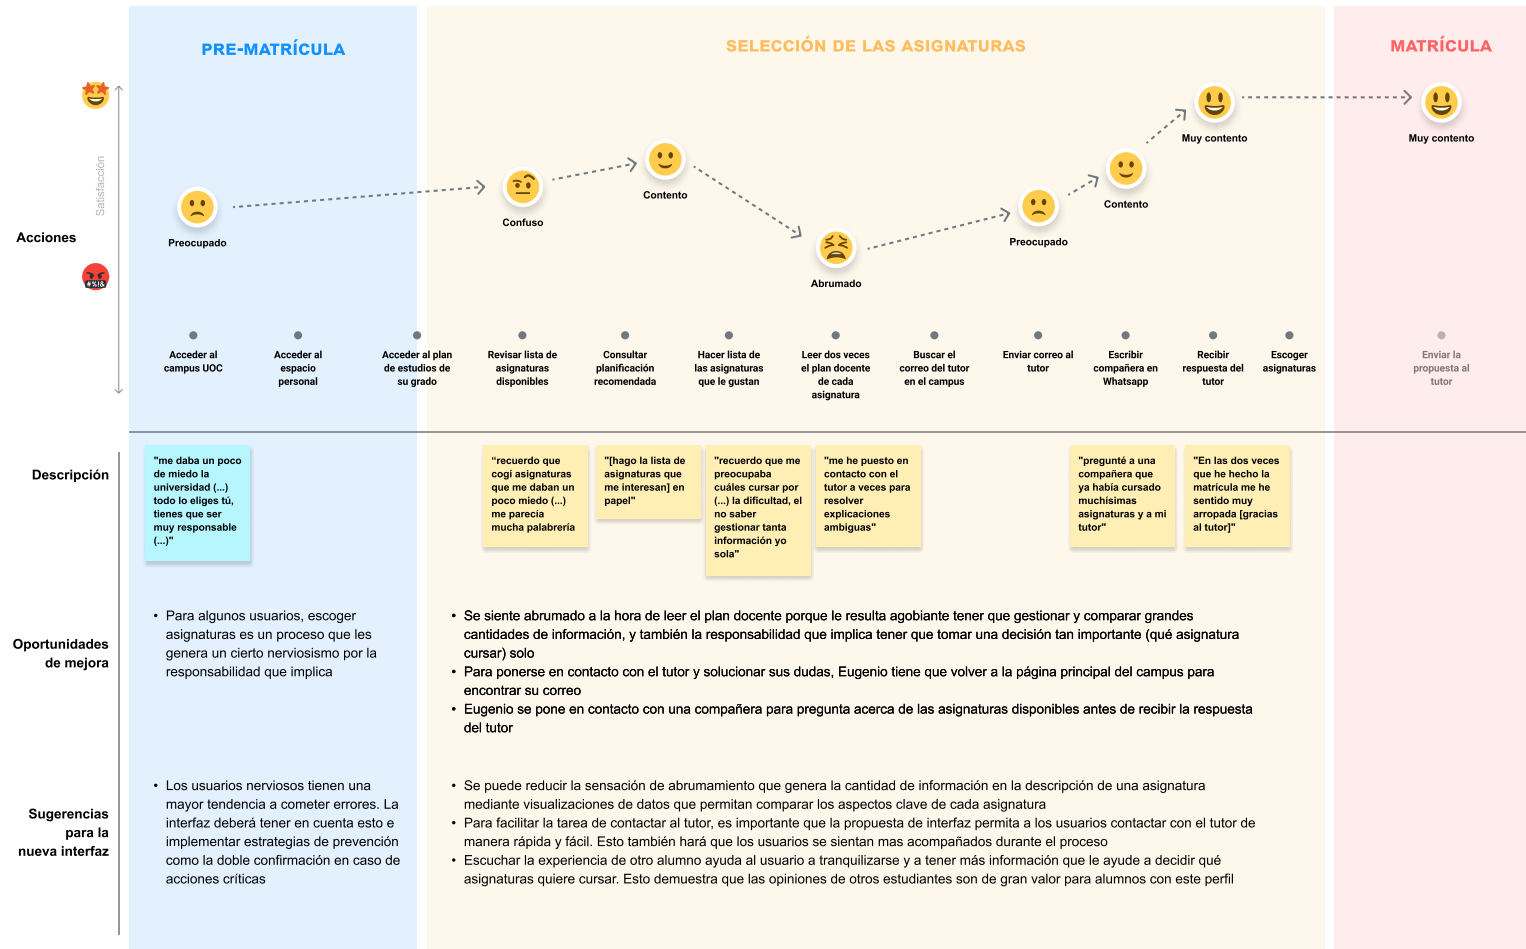 PRE-MATRÍCULA
SELECCIÓN DE LAS ASIGNATURAS
MATRÍCULA
Satisfacción
Acciones
#%!&
Preocupado
Confuso
Contento
Abrumado
Preocupado
Contento
Muy contento
Muy contento
Acceder al
campus UOC
Acceder al
espacio
personal
Acceder al plan
de estudios de
su grado
Revisar lista de
asignaturas
disponibles
Consultar
planificación
recomendada
Hacer lista de
las asignaturas
que le gustan
Leer dos veces
el plan docente
de cada
asignatura
Buscar el
correo del tutor
en el campus
Enviar correo al
tutor
Escribir
compañera en
Whatsapp
Recibir
respuesta del
tutor
Escoger
asignaturas
Enviar la
propuesta al
tutor
Descripción
"me daba un poco
de miedo la
universidad (...)
todo lo eliges tú,
tienes que ser
muy responsable
(...)"
“recuerdo que
cogí asignaturas
que me daban un
poco miedo (...)
me parecía
mucha palabrería
"[hago la lista de
asignaturas que
me interesan] en
papel"
"recuerdo que me
preocupaba
cuáles cursar por
(...) la dificultad, el
no saber
gestionar tanta
información yo
sola"
"me he puesto en
contacto con el
tutor a veces para
resolver
explicaciones
ambiguas"
"pregunté a una
compañera que
ya había cursado
muchísimas
asignaturas y a mi
tutor"
"En las dos veces
que he hecho la
matrícula me he
sentido muy
arropada [gracias
al tutor]"
Oportunidades
de mejora
• Para algunos usuarios, escoger
asignaturas es un proceso que les
genera un cierto nerviosismo por la
responsabilidad que implica
• Se siente abrumado a la hora de leer el plan docente porque le resulta agobiante tener que gestionar y comparar grandes
cantidades de información, y también la responsabilidad que implica tener que tomar una decisión tan importante (qué asignatura
cursar) solo
• Para ponerse en contacto con el tutor y solucionar sus dudas, Eugenio tiene que volver a la página principal del campus para
encontrar su correo
• Eugenio se pone en contacto con una compañera para pregunta acerca de las asignaturas disponibles antes de recibir la respuesta
del tutor
Sugerencias
para la
nueva interfaz
• Los usuarios nerviosos tienen una
mayor tendencia a cometer errores. La
interfaz deberá tener en cuenta esto e
implementar estrategias de prevención
como la doble confirmación en caso de
acciones críticas
• Se puede reducir la sensación de abrumamiento que genera la cantidad de información en la descripción de una asignatura
mediante visualizaciones de datos que permitan comparar los aspectos clave de cada asignatura
• Para facilitar la tarea de contactar al tutor, es importante que la propuesta de interfaz permita a los usuarios contactar con el tutor de
manera rápida y fácil. Esto también hará que los usuarios se sientan mas acompañados durante el proceso
• Escuchar la experiencia de otro alumno ayuda al usuario a tranquilizarse y a tener más información que le ayude a decidir qué
asignaturas quiere cursar. Esto demuestra que las opiniones de otros estudiantes son de gran valor para alumnos con este perfil